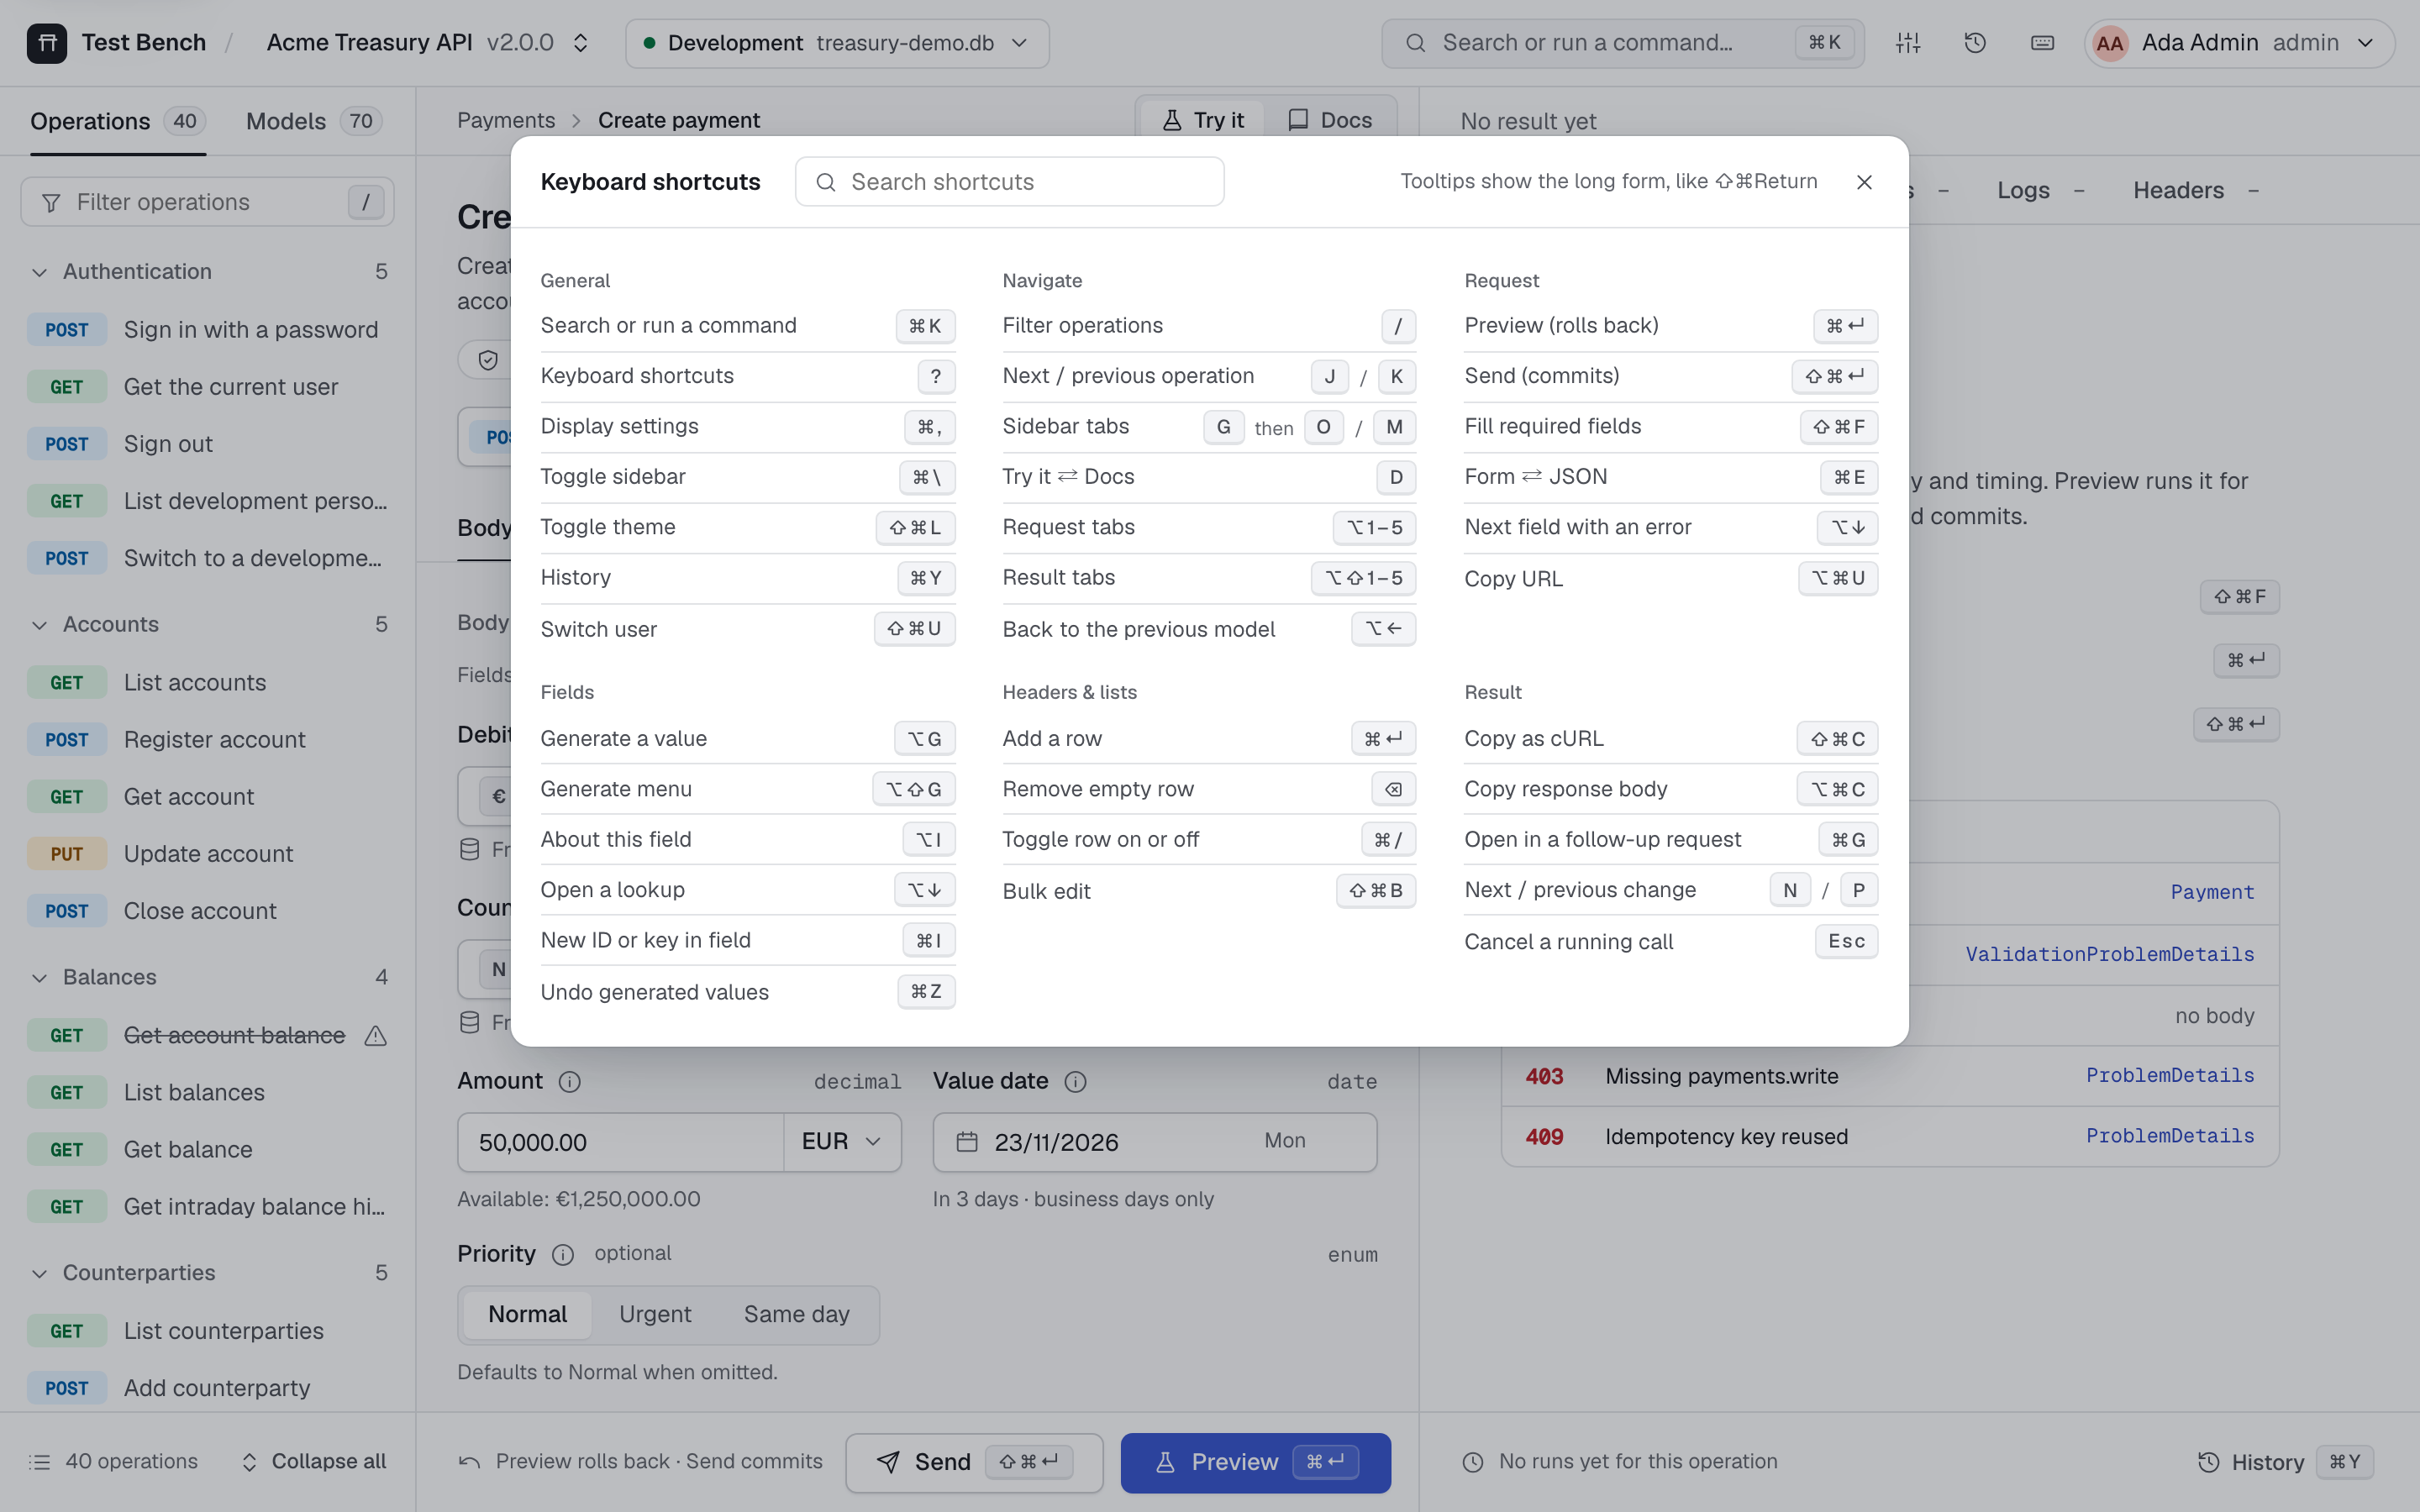 Test Bench / Acme Treasury API v2.0.0 Development treasury-demo.db Search or run a command... ⌘K AA Ada Admin admin
Operations 40 Models 70
Filter operations /
Authentication 5
POST Sign in with a password
GET Get the current user
POST Sign out
GET List development perso...
POST Switch to a developme...
Accounts 5
GET List accounts
POST Register account
GET Get account
PUT Update account
POST Close account
Balances 4
GET Get account balance
GET List balances
GET Get balance
GET Get intraday balance hi...
Counterparties 5
GET List counterparties
POST Add counterparty
40 operations Collapse all
Payments > Create payment Try it Docs
Body
Body
Fields
Debit
€
Fr
N
Fr
Amount decimal
50,000.00 EUR
Available: €1,250,000.00
Value date date
23/11/2026 Mon
In 3 days · business days only
Priority optional enum
Normal Urgent Same day
Defaults to Normal when omitted.
Preview rolls back · Send commits Send ⇧⌘↵ Preview ⌘↵
Keyboard shortcuts Search shortcuts Tooltips show the long form, like ⇧⌘Return
General
Search or run a command ⌘K
Keyboard shortcuts ?
Display settings ⌘,
Toggle sidebar ⌘\
Toggle theme ⇧⌘L
History ⌘Y
Switch user ⇧⌘U
Navigate
Filter operations /
Next / previous operation J / K
Sidebar tabs G then O / M
Try it ⇄ Docs D
Request tabs ⌥1–5
Result tabs ⌥⇧1–5
Back to the previous model ⌥←
Request
Preview (rolls back) ⌘↵
Send (commits) ⇧⌘↵
Fill required fields ⇧⌘F
Form ⇄ JSON ⌘E
Next field with an error ⌥↓
Copy URL ⌥⌘U
Fields
Generate a value ⌥G
Generate menu ⌥⇧G
About this field ⌥I
Open a lookup ⌥↓
New ID or key in field ⌘I
Undo generated values ⌘Z
Headers & lists
Add a row ⌘↵
Remove empty row ⌫
Toggle row on or off ⌘/
Bulk edit ⇧⌘B
Result
Copy as cURL ⇧⌘C
Copy response body ⌥⌘C
Open in a follow-up request ⌘G
Next / previous change N / P
Cancel a running call Esc
No result yet
Logs – Headers –
y and timing. Preview runs it for
d commits.
⇧⌘F
⌘↵
⇧⌘↵
Payment
ValidationProblemDetails
no body
403 Missing payments.write ProblemDetails
409 Idempotency key reused ProblemDetails
No runs yet for this operation History ⌘Y